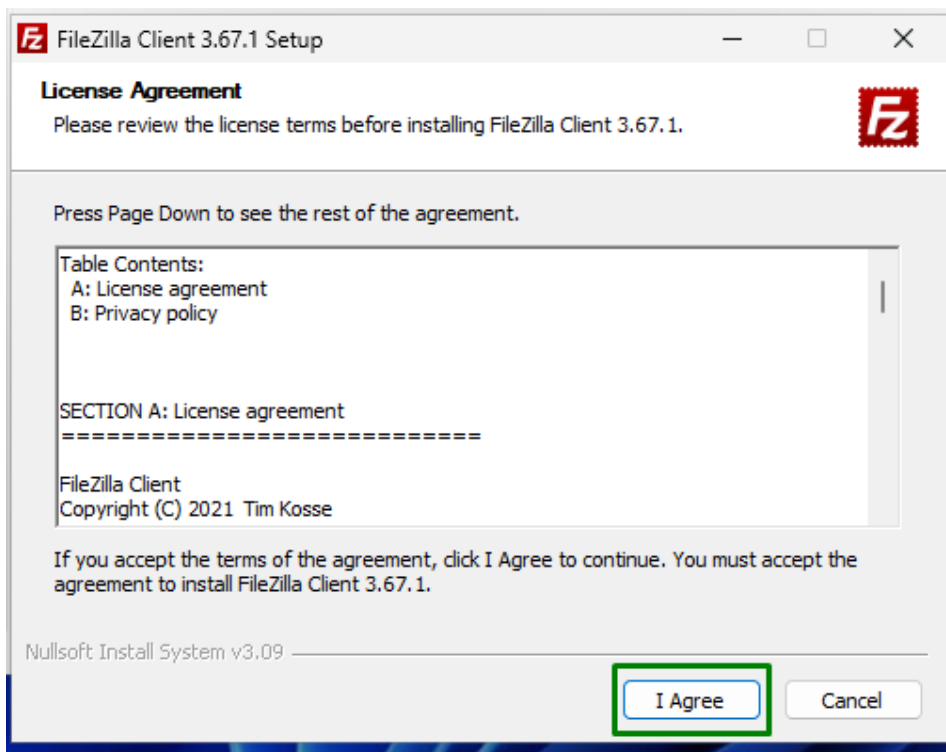 FileZilla Client 3.67.1 Setup
License Agreement
Please review the license terms before installing FileZilla Client 3.67.1.
Fz
Press Page Down to see the rest of the agreement.
Table Contents:
A: License agreement
B: Privacy policy
SECTION A: License agreement
============================
FileZilla Client
Copyright (C) 2021 Tim Kosse
If you accept the terms of the agreement, click I Agree to continue. You must accept the
agreement to install FileZilla Client 3.67.1.
Nullsoft Install System v3.09
I Agree
Cancel